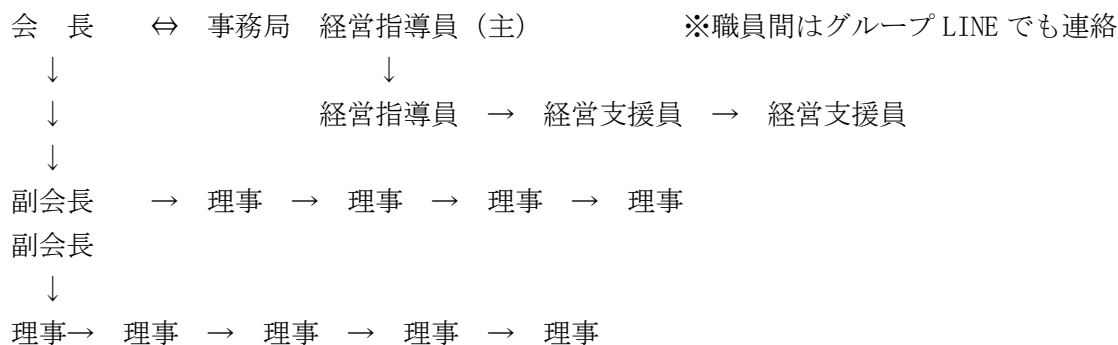 会　長　　⇔　事務局　経営指導員（主）　　　　　※職員間はグループ LINE でも連絡
↓　　　　　　　　　　　　↓
↓　　　　　　　　　経営指導員　→　経営支援員　→　経営支援員
↓
副会長　　→　理事　→　理事　→　理事　→　理事
副会長
↓
理事→　理事　→　理事　→　理事　→　理事